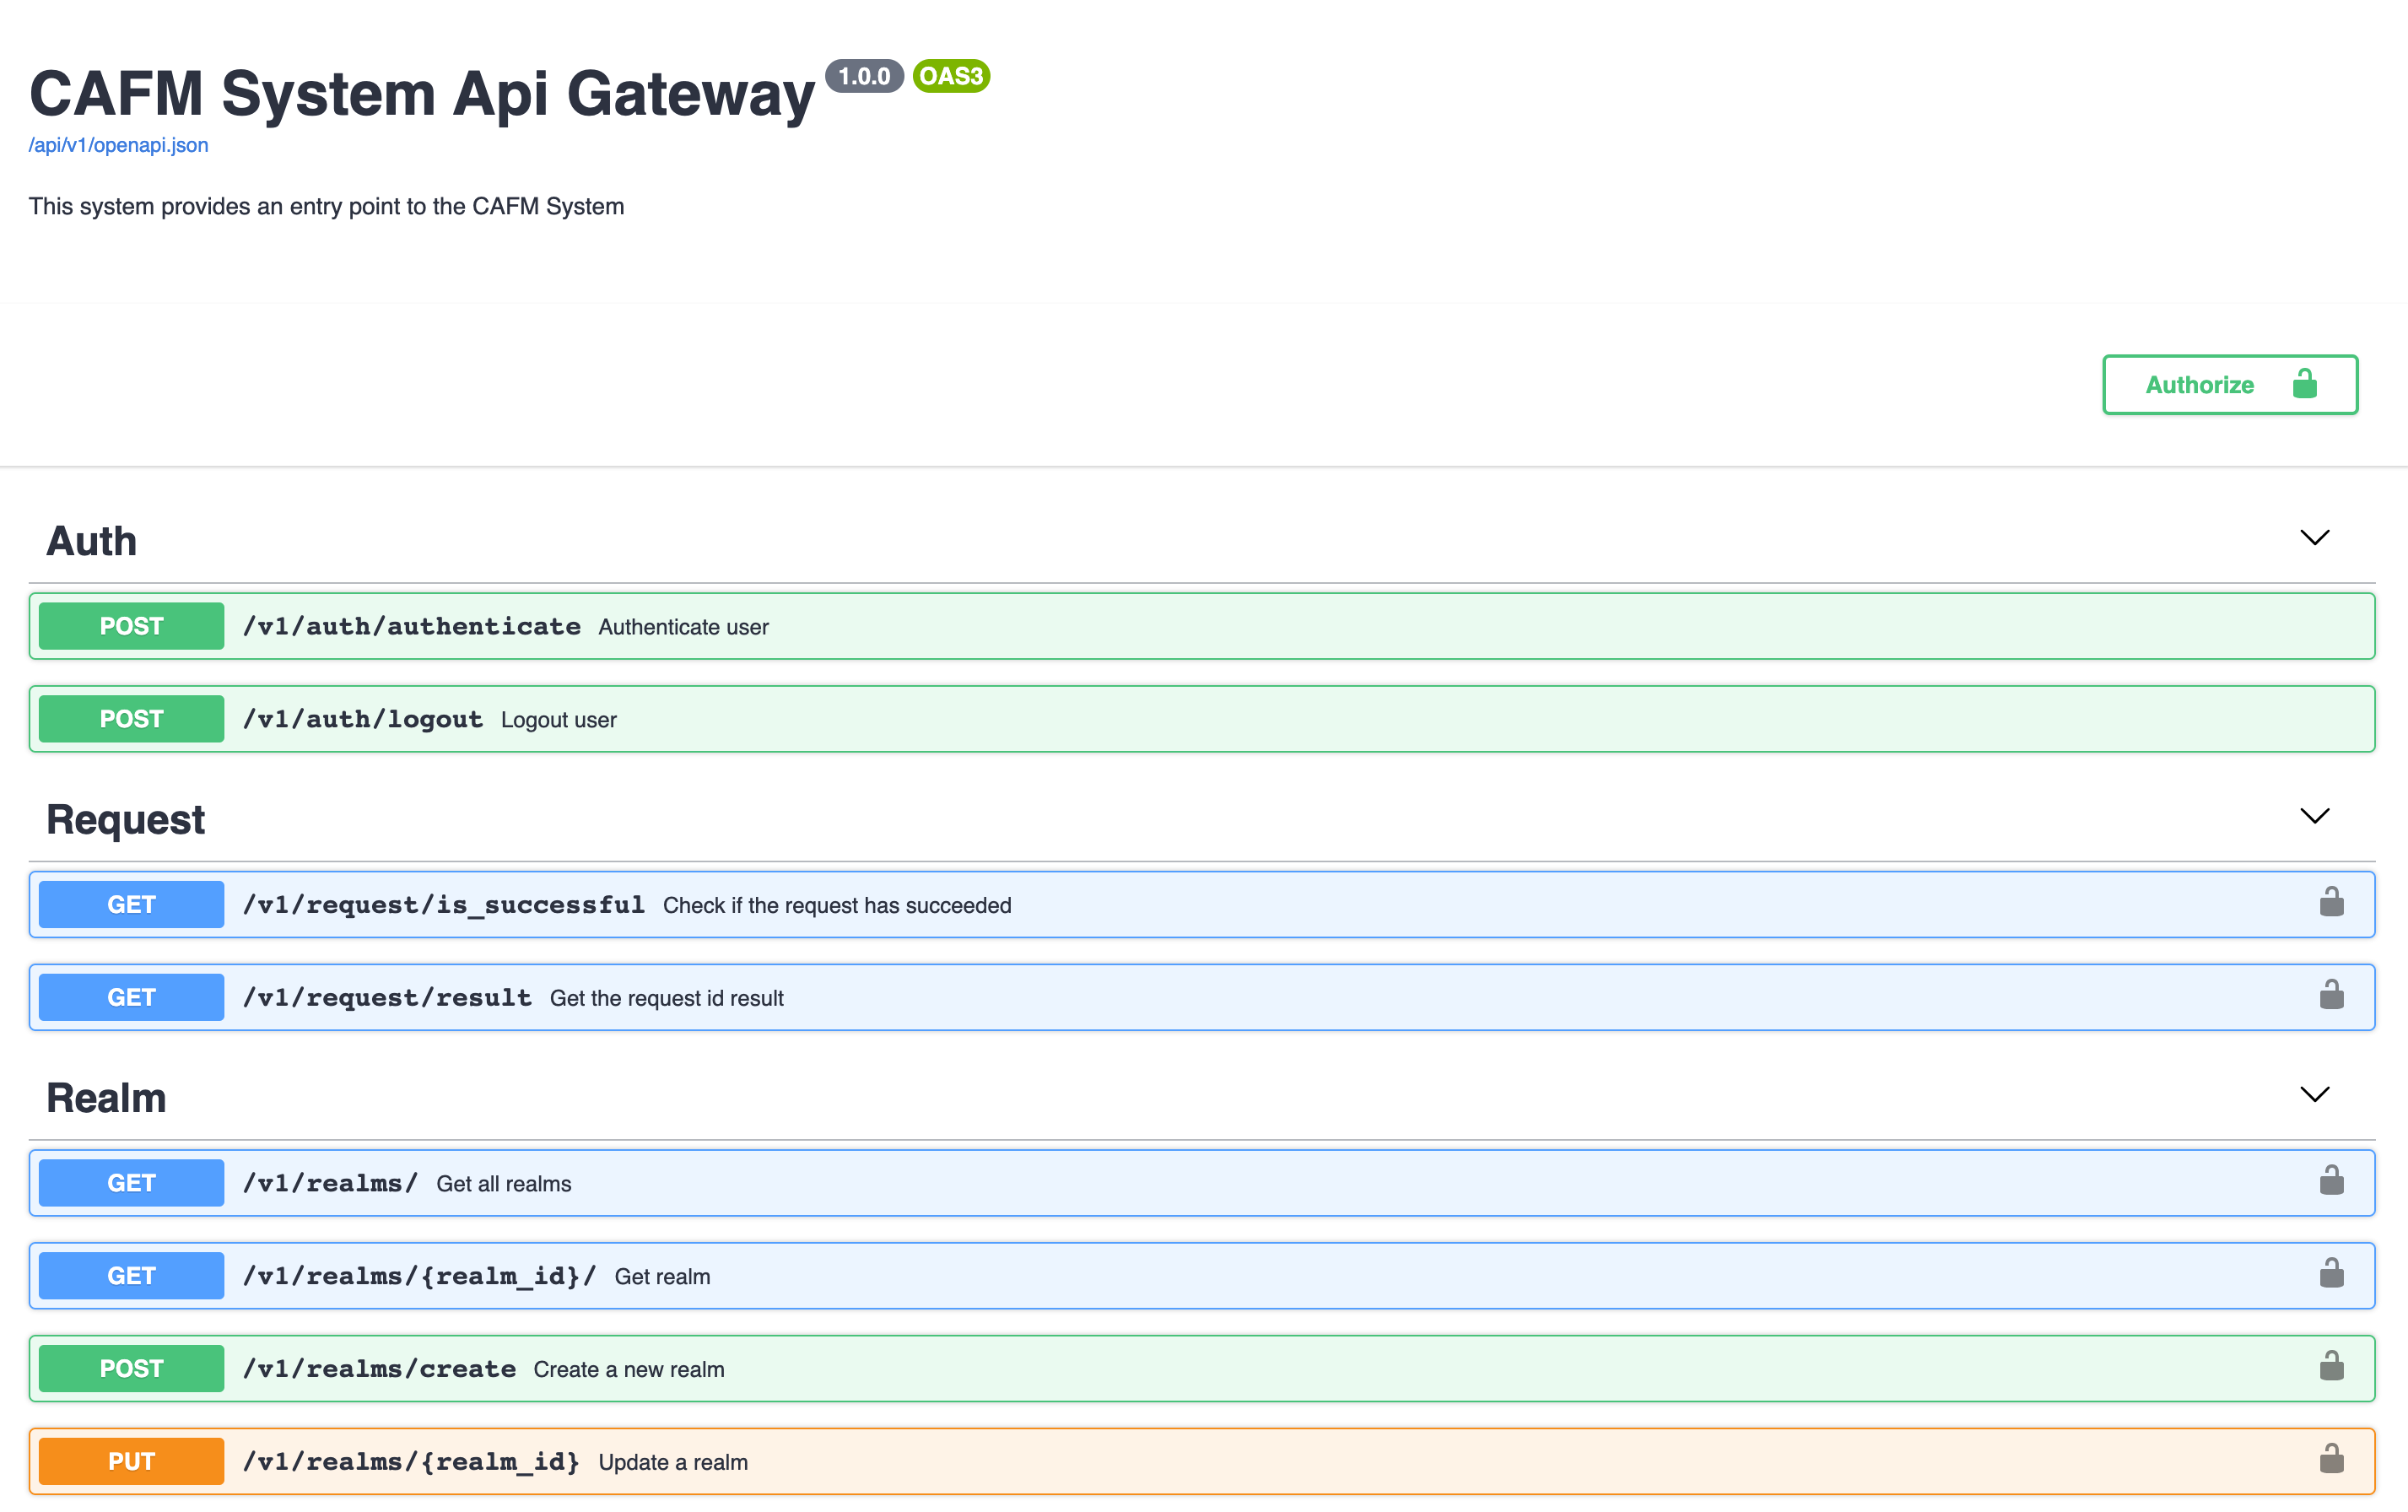 CAFM System Api Gateway 1.0.0 OAS3
/api/v1/openapi.json
This system provides an entry point to the CAFM System
Authorize
Auth
POST /v1/auth/authenticate Authenticate user
POST /v1/auth/logout Logout user
Request
GET /v1/request/is_successful Check if the request has succeeded
GET /v1/request/result Get the request id result
Realm
GET /v1/realms/ Get all realms
GET /v1/realms/{realm_id}/ Get realm
POST /v1/realms/create Create a new realm
PUT /v1/realms/{realm_id} Update a realm